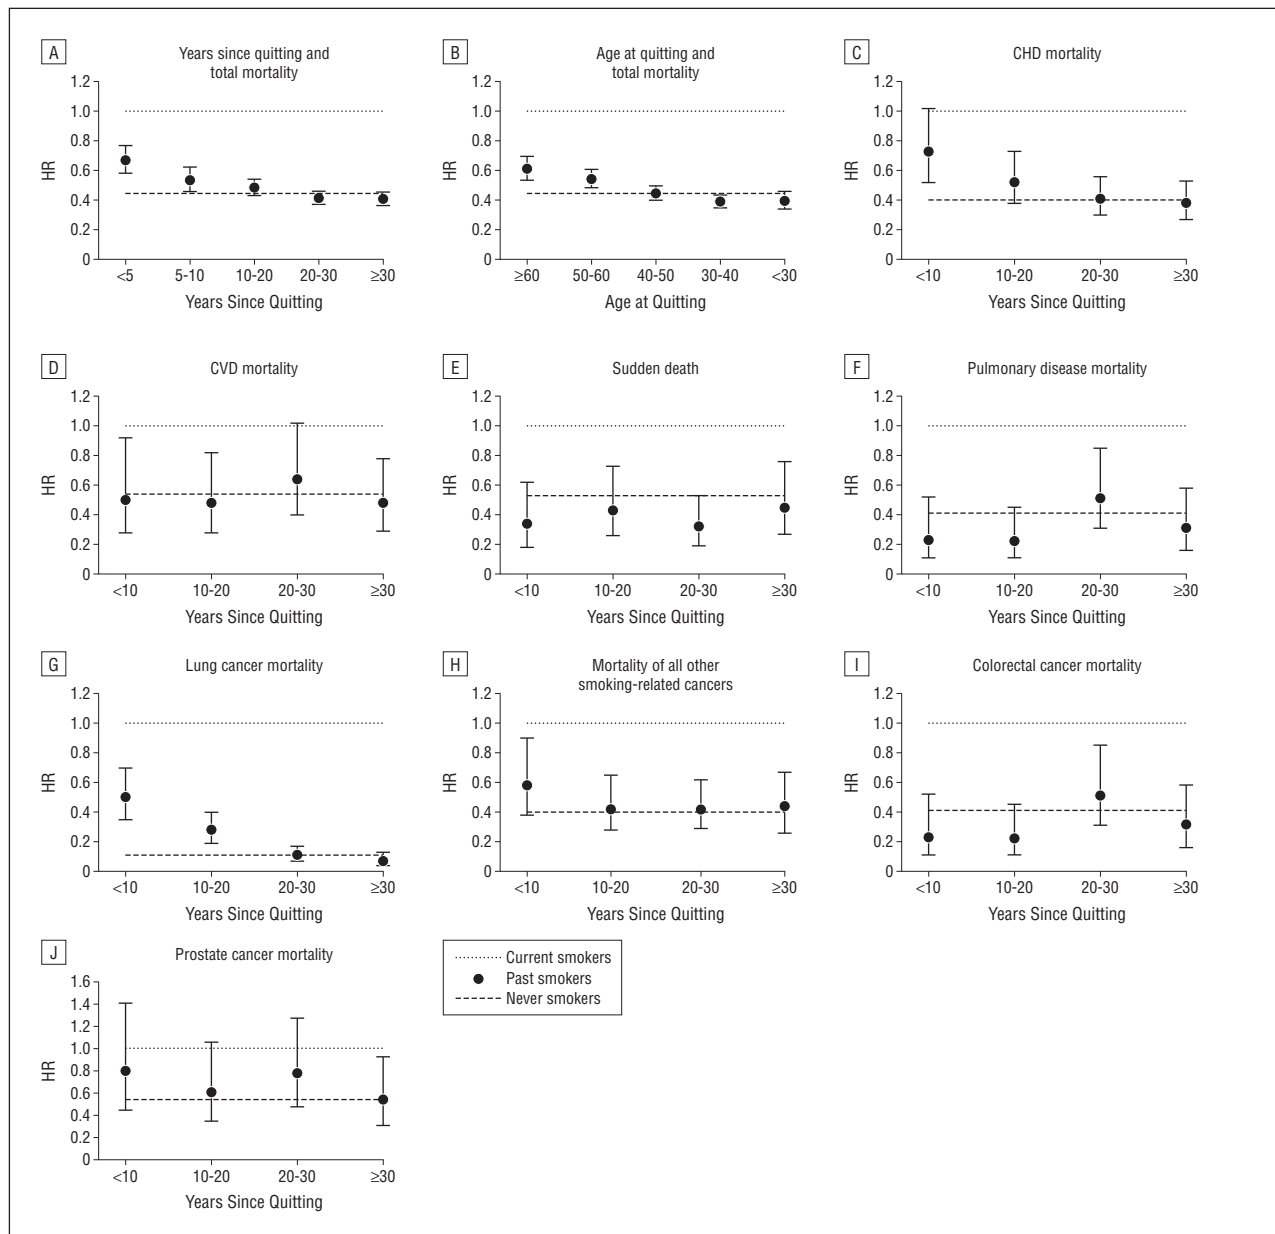 A
Years since quitting and
total mortality
1.2
1.0
0.8
0.6
0.4
0.2
0
HR
<5 5-10 10-20 20-30 ≥30
Years Since Quitting
B
Age at quitting and
total mortality
1.2
1.0
0.8
0.6
0.4
0.2
0
HR
≥60 50-60 40-50 30-40 <30
Age at Quitting
C
CHD mortality
1.2
1.0
0.8
0.6
0.4
0.2
0
HR
<10 10-20 20-30 ≥30
Years Since Quitting
D
CVD mortality
1.2
1.0
0.8
0.6
0.4
0.2
0
HR
<10 10-20 20-30 ≥30
Years Since Quitting
E
Sudden death
1.2
1.0
0.8
0.6
0.4
0.2
0
HR
<10 10-20 20-30 ≥30
Years Since Quitting
F
Pulmonary disease mortality
1.2
1.0
0.8
0.6
0.4
0.2
0
HR
<10 10-20 20-30 ≥30
Years Since Quitting
G
Lung cancer mortality
1.2
1.0
0.8
0.6
0.4
0.2
0
HR
<10 10-20 20-30 ≥30
Years Since Quitting
H
Mortality of all other
smoking-related cancers
1.2
1.0
0.8
0.6
0.4
0.2
0
HR
<10 10-20 20-30 ≥30
Years Since Quitting
I
Colorectal cancer mortality
1.2
1.0
0.8
0.6
0.4
0.2
0
HR
<10 10-20 20-30 ≥30
Years Since Quitting
J
Prostate cancer mortality
1.6
1.4
1.2
1.0
0.8
0.6
0.4
0.2
0
HR
<10 10-20 20-30 ≥30
Years Since Quitting
Current smokers
Past smokers
Never smokers